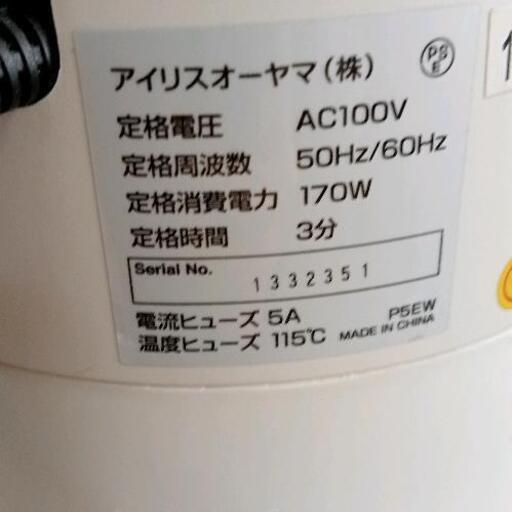 アイリスオーヤマ(株)
PSE
定格電圧 AC100V
定格周波数 50Hz/60Hz
定格消費電力 170W
定格時間 3分
Serial No. 1332351
電流ヒューズ 5A P5EW
温度ヒューズ 115℃ MADE IN CHINA